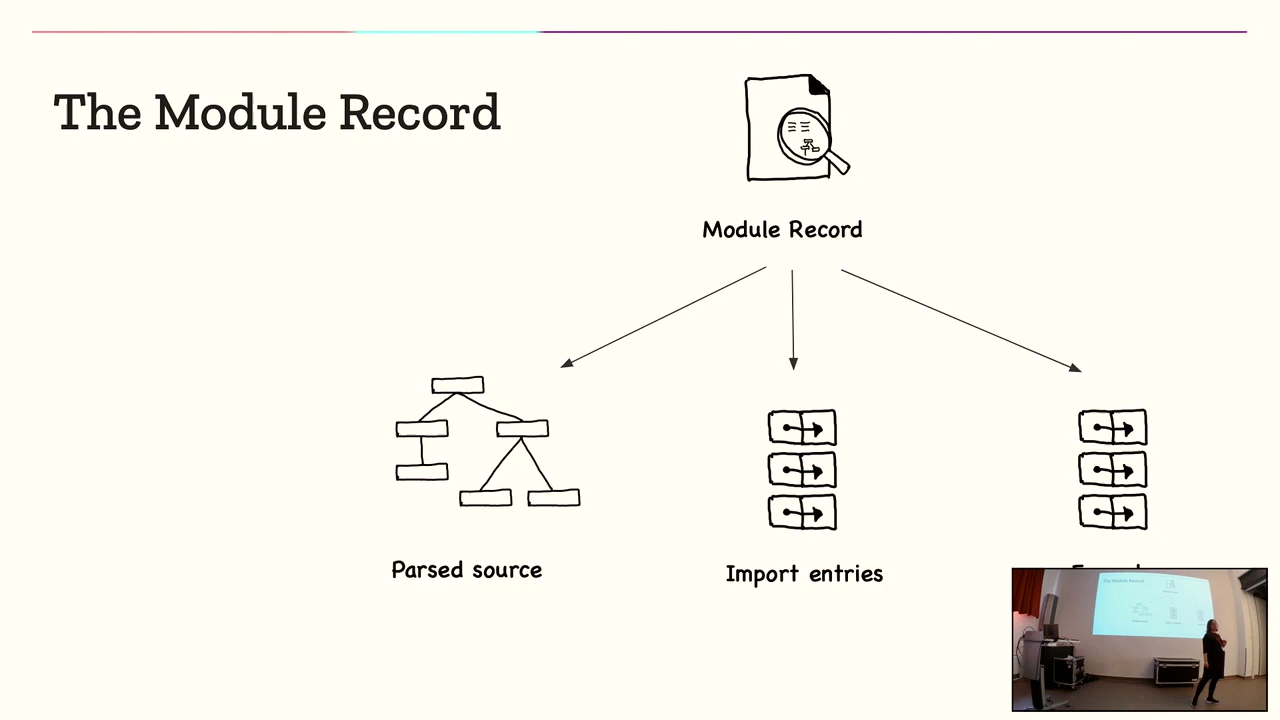 The Module Record
Module Record
Parsed source
Import entries